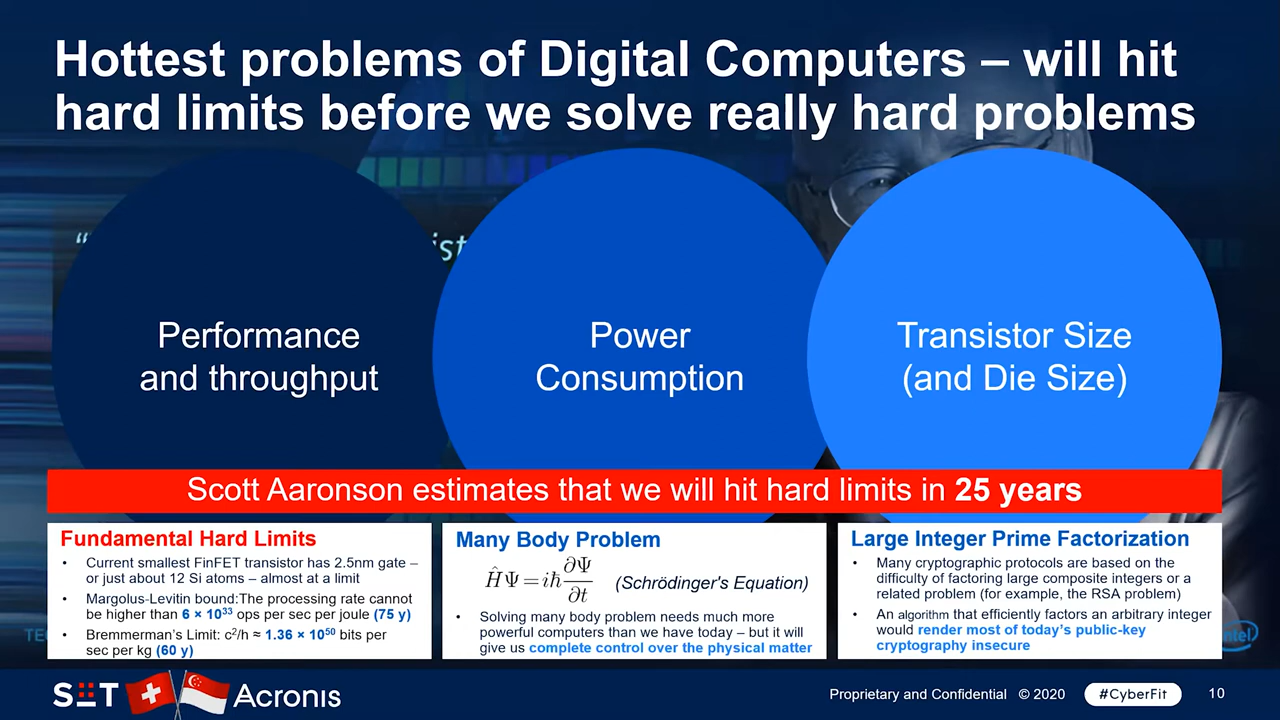 Hottest problems of Digital Computers – will hit
hard limits before we solve really hard problems
Performance
and throughput
Power
Consumption
Transistor Size
(and Die Size)
Scott Aaronson estimates that we will hit hard limits in 25 years
Fundamental Hard Limits
• Current smallest FinFET transistor has 2.5nm gate –
or just about 12 Si atoms – almost at a limit
• Margolus-Levitin bound:The processing rate cannot
be higher than 6 × 10³³ ops per sec per joule (75 y)
• Bremmerman's Limit: c²/h ≈ 1.36 × 10⁵⁰ bits per
sec per kg (60 y)
Many Body Problem
ĤΨ = iħ ∂Ψ/∂t (Schrödinger's Equation)
• Solving many body problem needs much more
powerful computers than we have today – but it will
give us complete control over the physical matter
Large Integer Prime Factorization
• Many cryptographic protocols are based on the
difficulty of factoring large composite integers or a
related problem (for example, the RSA problem)
• An algorithm that efficiently factors an arbitrary integer
would render most of today's public-key
cryptography insecure
SIT Acronis
Proprietary and Confidential © 2020 #CyberFit 10